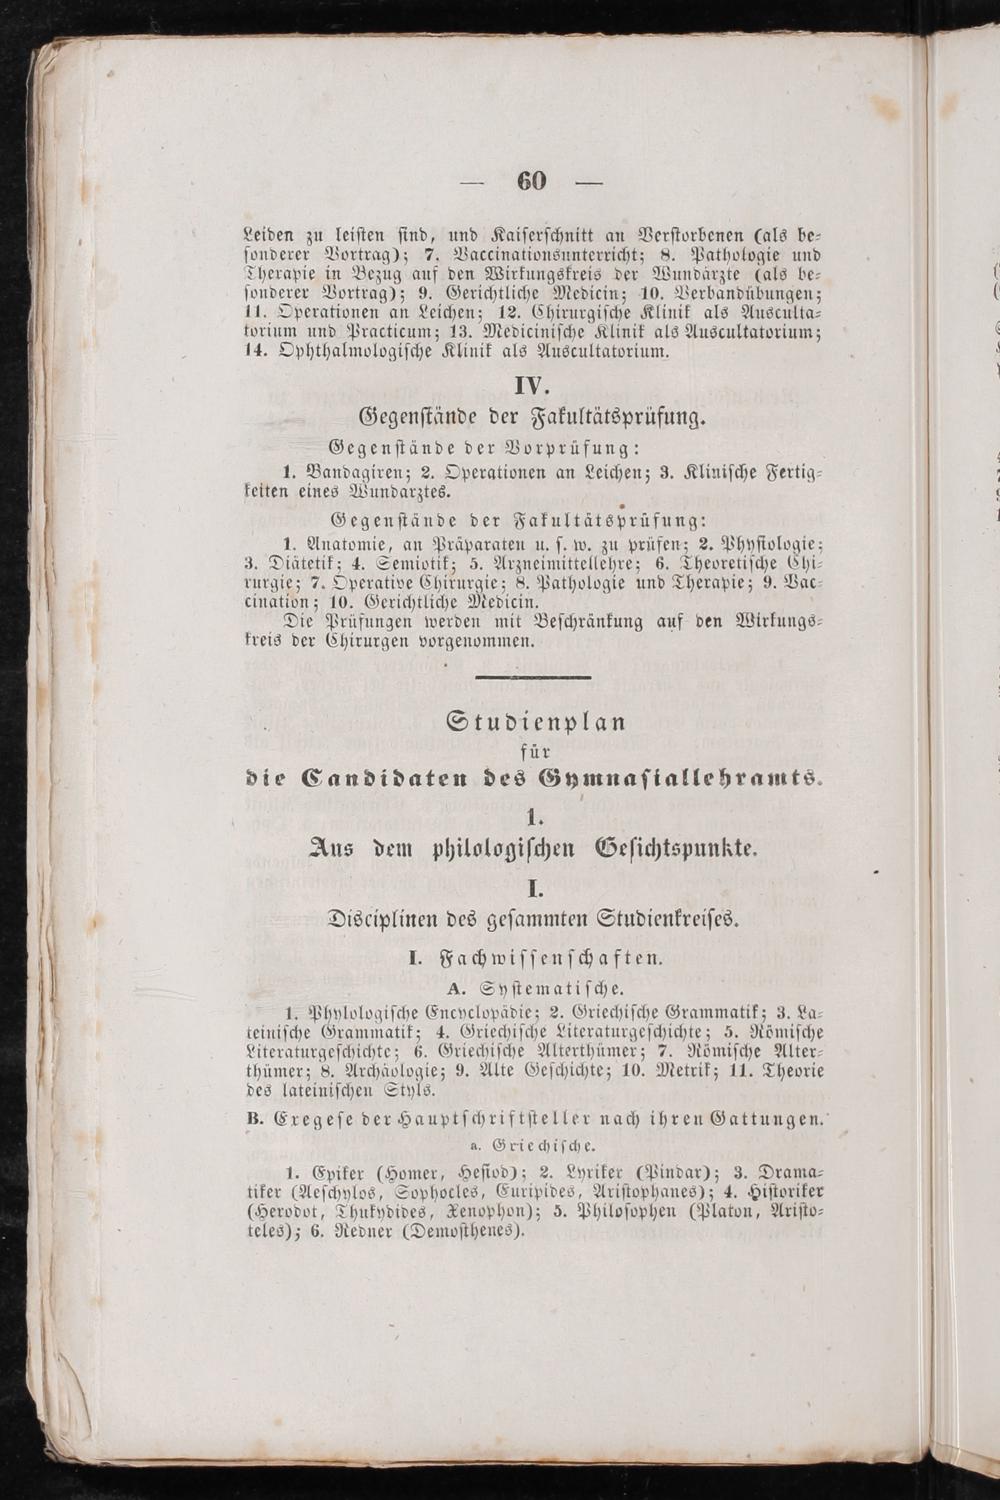 — 60 —
Leiden zu leisten sind, und Kaiserschnitt an Verstorbenen (als be-
sonderer Vortrag); 7. Vaccinationsunterricht; 8. Pathologie und
Therapie in Bezug auf den Wirkungskreis der Wundärzte (als be-
sonderer Vortrag); 9. Gerichtliche Medicin; 10. Verbandübungen;
11. Operationen an Leichen; 12. Chirurgische Klinik als Ausculta-
torium und Practicum; 13. Medicinische Klinik als Auscultatorium;
14. Ophthalmologische Klinik als Auscultatorium.
IV.
Gegenstände der Fakultätsprüfung.
Gegenstände der Vorprüfung:
1. Bandagiren; 2. Operationen an Leichen; 3. Klinische Fertig-
keiten eines Wundarztes.
Gegenstände der Fakultätsprüfung:
1. Anatomie, an Präparaten u. s. w. zu prüfen; 2. Physiologie;
3. Diätetik; 4. Semiotik; 5. Arzneimittellehre; 6. Theoretische Chi-
rurgie; 7. Operative Chirurgie; 8. Pathologie und Therapie; 9. Vac-
cination; 10. Gerichtliche Medicin.
Die Prüfungen werden mit Beschränkung auf den Wirkungs-
kreis der Chirurgen vorgenommen.
Studienplan
für
die Candidaten des Gymnasiallehramts.
1.
Aus dem philologischen Gesichtspunkte.
I.
Disciplinen des gesammten Studienkreises.
I. Fachwissenschaften.
A. Systematische.
1. Phylologische Encyclopädie; 2. Griechische Grammatik; 3. La-
teinische Grammatik; 4. Griechische Literaturgeschichte; 5. Römische
Literaturgeschichte; 6. Griechische Alterthümer; 7. Römische Alter-
thümer; 8. Archäologie; 9. Alte Geschichte; 10. Metrik; 11. Theorie
des lateinischen Styls.
B. Exegese der Hauptschriftsteller nach ihren Gattungen.
a. Griechische.
1. Epiker (Homer, Hesiod); 2. Lyriker (Pindar); 3. Drama-
tiker (Aeschylos, Sophocles, Euripides, Aristophanes); 4. Historiker
(Herodot, Thukydides, Xenophon); 5. Philosophen (Platon, Aristo-
teles); 6. Redner (Demosthenes).